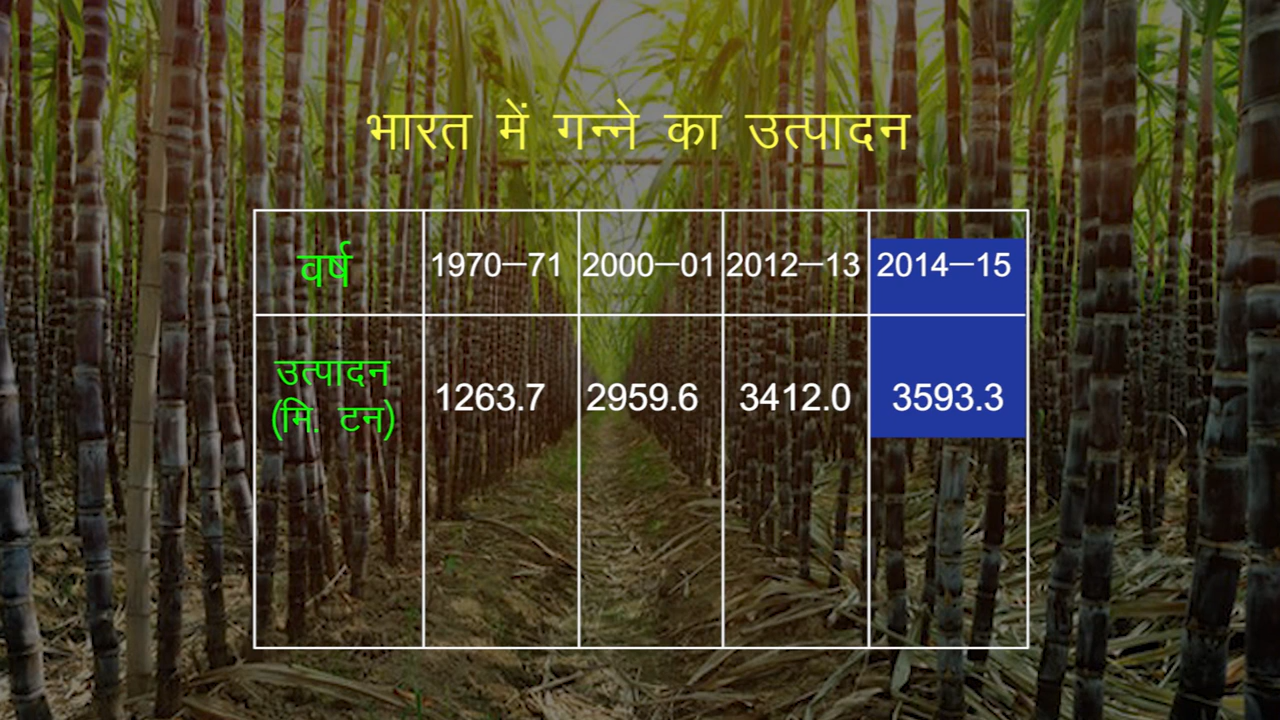 भारत में गन्ने का उत्पादन
वर्ष 1970–71 2000–01 2012–13 2014–15
उत्पादन
(मि. टन) 1263.7 2959.6 3412.0 3593.3